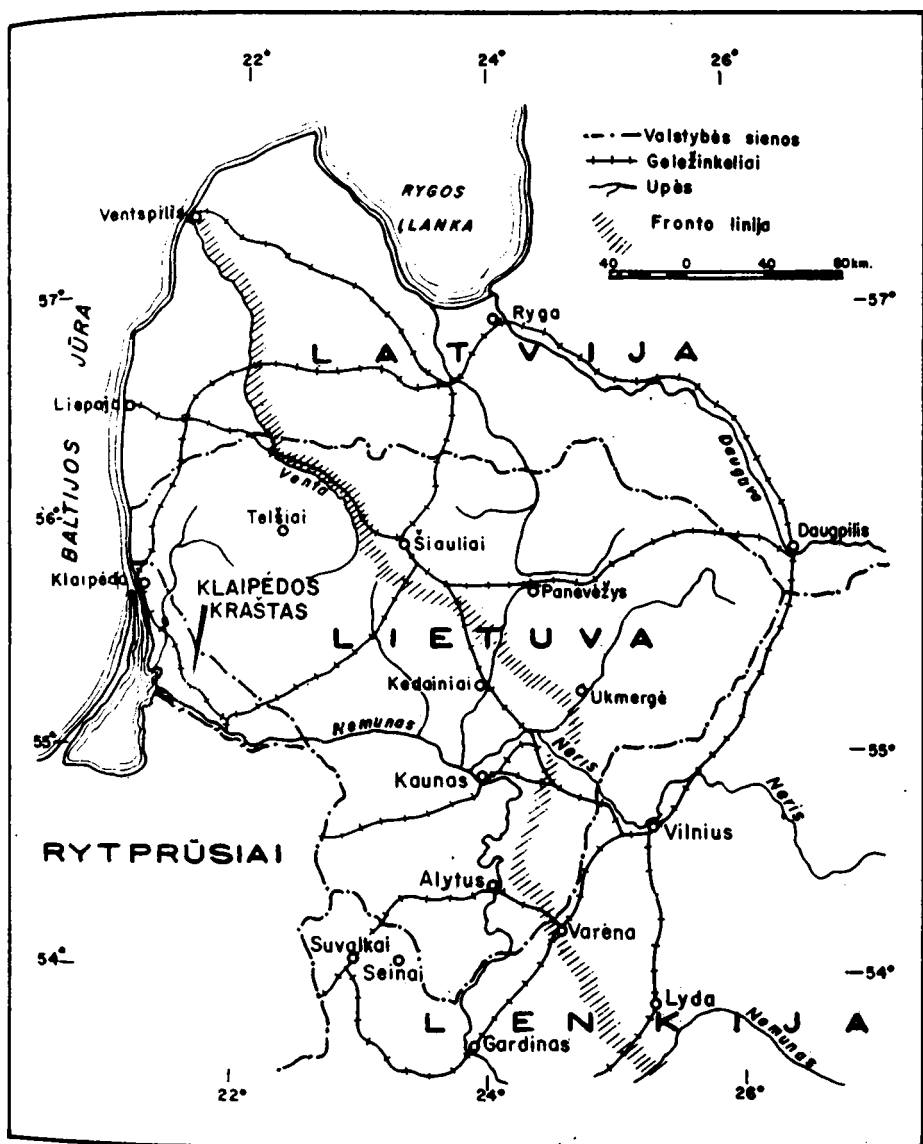 22° 24° 26°
Valstybės sienos
Geležinkeliai
Upės
Fronto linija
40 0 40 80km.
RYGOS
ĮLANKA
Ventspilis
57° 57°
Ryga
LATVIJA
BALTIJOS JŪRA
Liepaja
Daugava
Venta
56°
Telšiai
Šiauliai
Daugpilis
Klaipėda
KLAIPĖDOS
KRAŠTAS
Panevėžys
LIETUVA
Kėdainiai
Ukmergė
55° 55°
Nemunas
Neris
Kaunas
Neris
Vilnius
RYTPRŪSIAI
Alytus
Varėna
Suvalkai
Seinai
54° 54°
Lyda
LENKIJA
Nemunas
Gardinas
22° 24° 26°